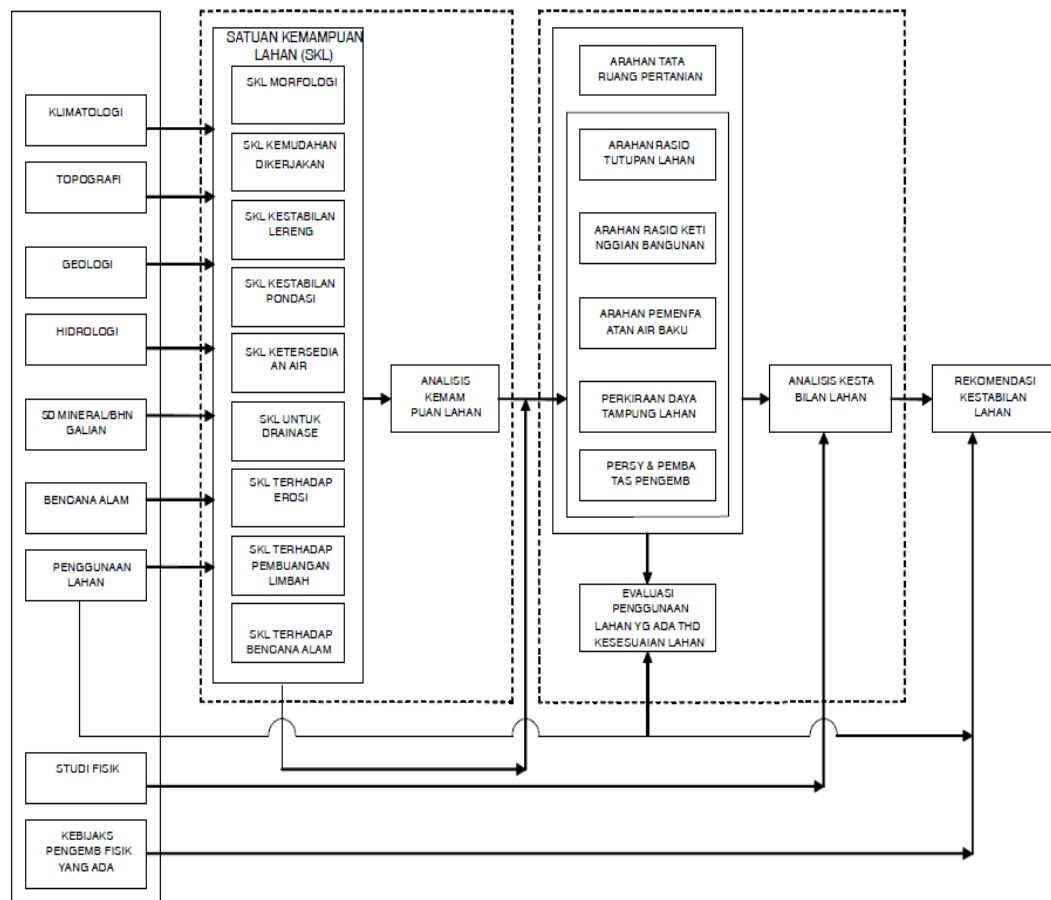 KLIMATOLOGI
TOPOGRAFI
GEOLOGI
HIDROLOGI
SD MINERAL/BHN
GALIAN
BENCANA ALAM
PENGGUNAAN
LAHAN
STUDI FISIK
KEBIJAKS
PENGEMB FISIK
YANG ADA
SATUAN KEMAMPUAN
LAHAN (SKL)
SKL MORFOLOGI
SKL KEMUDAHAN
DIKERJAKAN
SKL KESTABILAN
LERENG
SKL KESTABILAN
PONDASI
SKL KETERSEDIA
AN AIR
SKL UNTUK
DRAINASE
SKL TERHADAP
EROSI
SKL TERHADAP
PEMBUANGAN
LIMBAH
SKL TERHADAP
BENCANA ALAM
ANALISIS
KEMAM
PUAN LAHAN
ARAHAN TATA
RUANG PERTANIAN
ARAHAN RASIO
TUTUPAN LAHAN
ARAHAN RASIO KETI
NGGIAN BANGUNAN
ARAHAN PEMENFA
ATAN AIR BAKU
PERKIRAAN DAYA
TAMPUNG LAHAN
PERSY & PEMBA
TAS PENGEMB
EVALUASI
PENGGUNAAN
LAHAN YG ADA THD
KESESUAIAN LAHAN
ANALISIS KESTA
BILAN LAHAN
REKOMENDASI
KESTABILAN
LAHAN